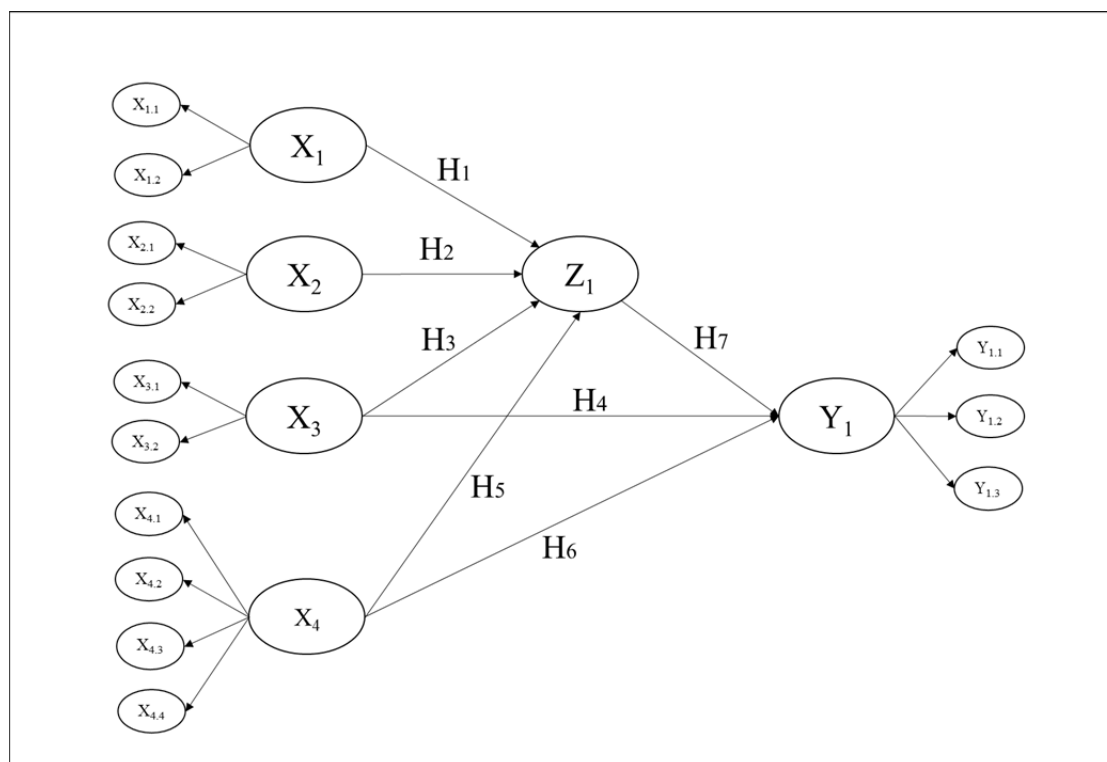 X1.1
X1
X1.2
H1
X2.1
X2
X2.2
H2
Z1
H3
H7
X3.1
X3
X3.2
H4
Y1
Y1.1
Y1.2
Y1.3
H5
H6
X4.1
X4.2
X4
X4.3
X4.4